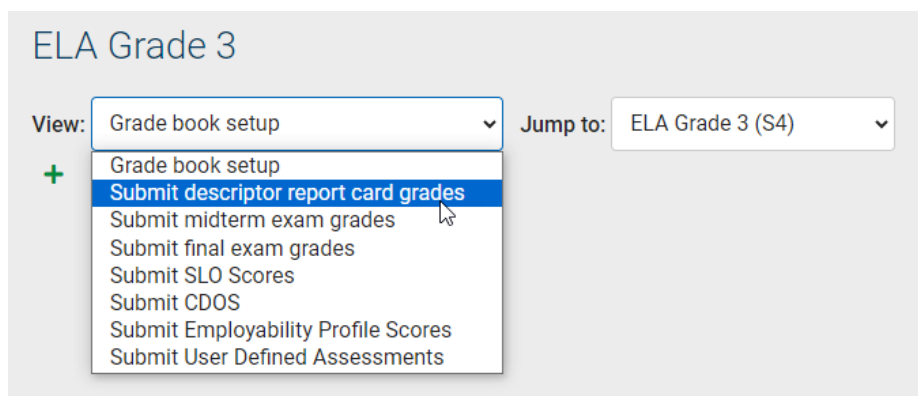 ELA Grade 3
View: Grade book setup Jump to: ELA Grade 3 (S4)
Grade book setup
Submit descriptor report card grades
Submit midterm exam grades
Submit final exam grades
Submit SLO Scores
Submit CDOS
Submit Employability Profile Scores
Submit User Defined Assessments